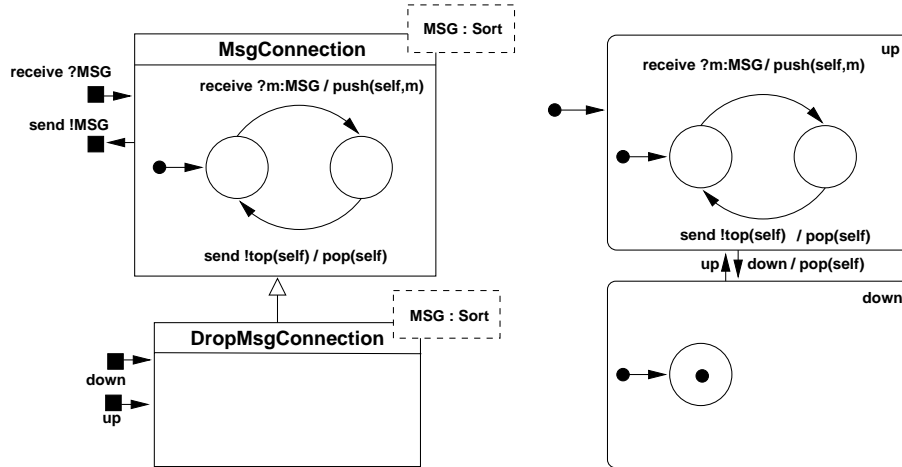 MSG : Sort
MsgConnection
receive ?MSG
send !MSG
receive ?m:MSG / push(self,m)
send !top(self) / pop(self)
MSG : Sort
DropMsgConnection
down
up
up
receive ?m:MSG / push(self,m)
send !top(self) / pop(self)
up
down / pop(self)
down